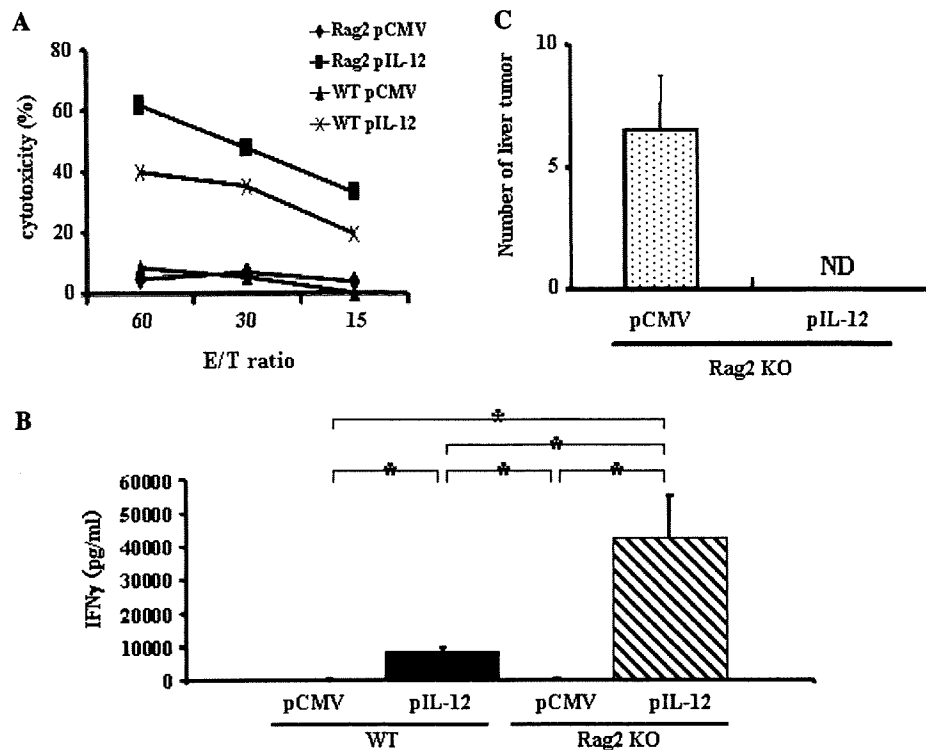 A
Rag2 pCMV
Rag2 pIL-12
WT pCMV
WT pIL-12
cytotoxicity (%)
80
60
40
20
0
60 30 15
E/T ratio
C
Number of liver tumor
10
5
0
ND
pCMV pIL-12
Rag2 KO
B
* 
*
* * *
IFNγ (pg/ml)
60000
50000
40000
30000
20000
10000
0
pCMV pIL-12 pCMV pIL-12
WT Rag2 KO